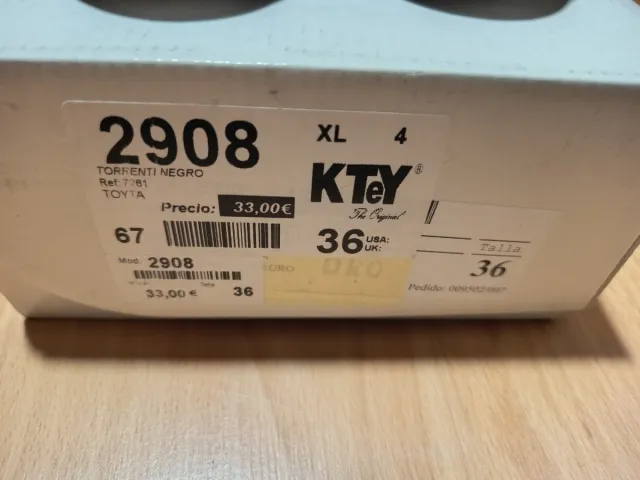 2908 XL 4
TORRENTI NEGRO
Ref: 7261
TOYTA
KTeY®
The Original
Precio: 33,00€
67 36 USA:
UK:
Talla
36
Mod: 2908
33,00 € 36
Pedido: